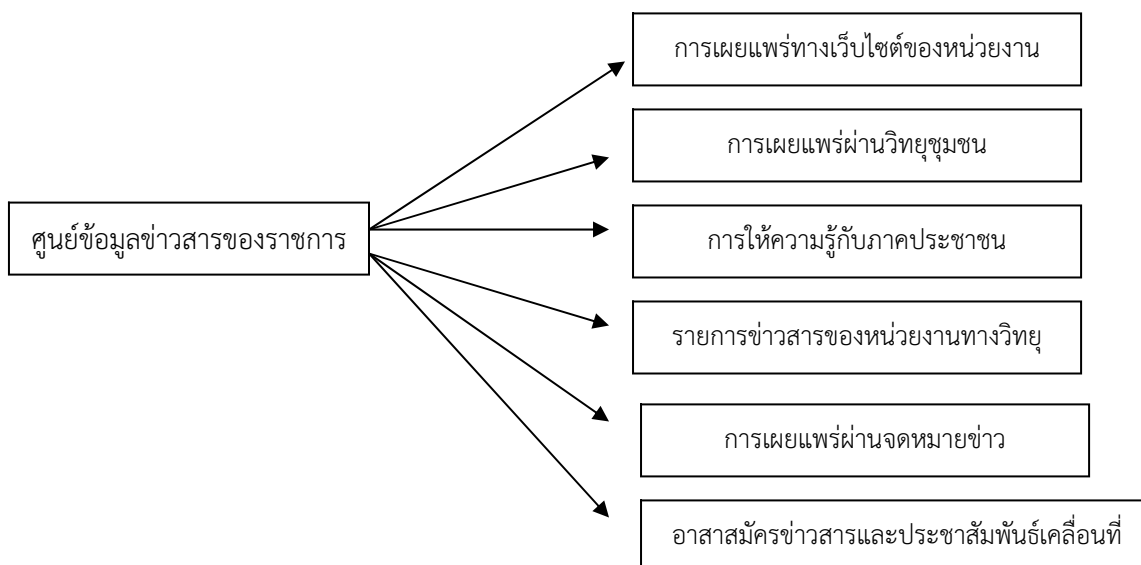 การเผยแพร่ทางเว็บไซต์ของหน่วยงาน
การเผยแพร่ผ่านวิทยุชุมชน
ศูนย์ข้อมูลข่าวสารของราชการ
การให้ความรู้กับภาคประชาชน
รายการข่าวสารของหน่วยงานทางวิทยุ
การเผยแพร่ผ่านจดหมายข่าว
อาสาสมัครข่าวสารและประชาสัมพันธ์เคลื่อนที่